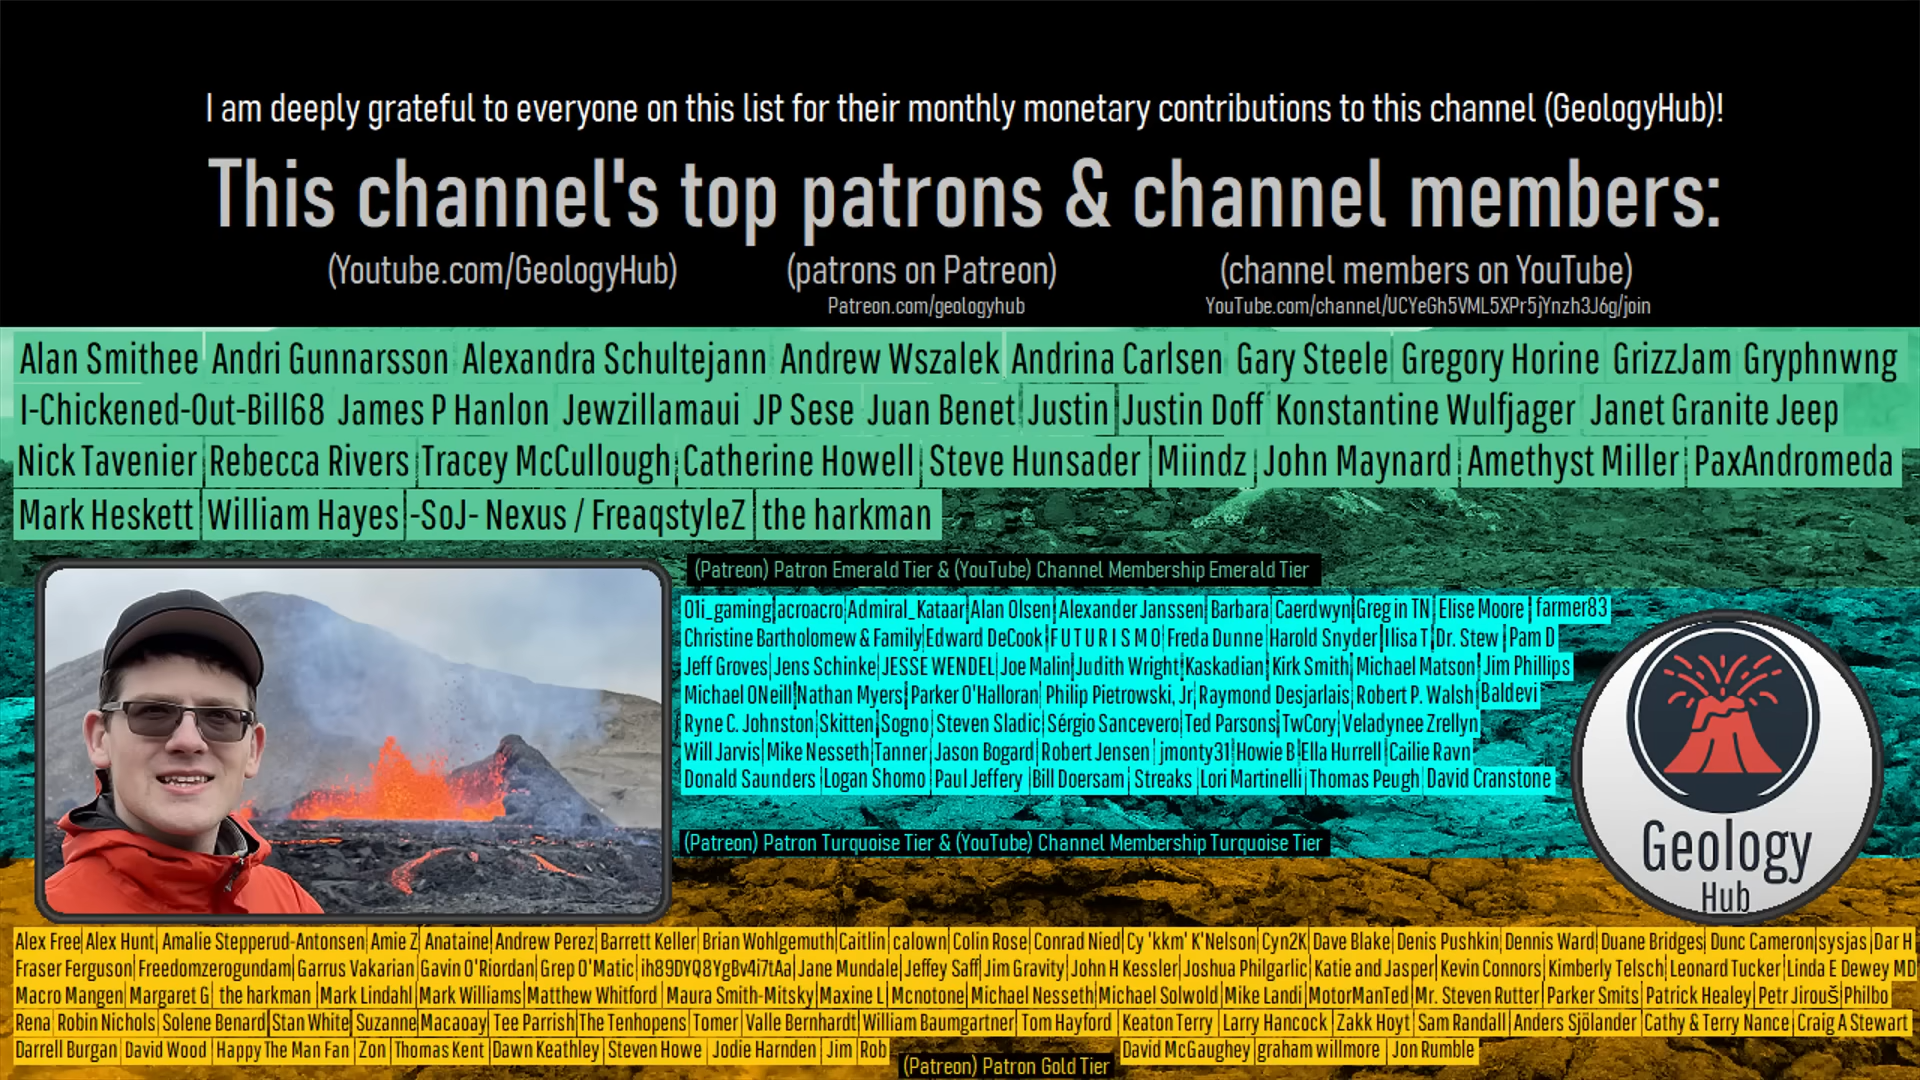 I am deeply grateful to everyone on this list for their monthly monetary contributions to this channel (GeologyHub)!
This channel's top patrons & channel members:
(Youtube.com/GeologyHub) (patrons on Patreon) (channel members on YouTube)
Patreon.com/geologyhub YouTube.com/channel/UCYeGh5VML5XPr5jYnzh3J6g/join
Alan Smithee Andri Gunnarsson Alexandra Schultejann Andrew Wszalek Andrina Carlsen Gary Steele Gregory Horine GrizzJam Gryphnwng
I-Chickened-Out-Bill68 James P Hanlon Jewzillamaui JP Sese Juan Benet Justin Justin Doff Konstantine Wulfjager Janet Granite Jeep
Nick Tavenier Rebecca Rivers Tracey McCullough Catherine Howell Steve Hunsader Miindz John Maynard Amethyst Miller PaxAndromeda
Mark Heskett William Hayes -SoJ- Nexus / FreaqstyleZ the harkman
(Patreon) Patron Emerald Tier & (YouTube) Channel Membership Emerald Tier
01i_gaming acroacro Admiral_Kataar Alan Olsen Alexander Janssen Barbara Caerdwyn Greg in TN Elise Moore farmer83
Christine Bartholomew & Family Edward DeCook F U T U R I S M O Freda Dunne Harold Snyder Ilisa T Dr. Stew Pam D
Jeff Groves Jens Schinke JESSE WENDEL Joe Malin Judith Wright Kaskadian Kirk Smith Michael Matson Jim Phillips
Michael ONeill Nathan Myers Parker O'Halloran Philip Pietrowski, Jr Raymond Desjarlais Robert P. Walsh Baldevi
Ryne C. Johnston Skitten Sogno Steven Sladic Sérgio Sancevero Ted Parsons TwCory Veladynee Zrellyn
Will Jarvis Mike Nesseth Tanner Jason Bogard Robert Jensen jmonty31 Howie B Ella Hurrell Cailie Ravn
Donald Saunders Logan Shomo Paul Jeffery Bill Doersam Streaks Lori Martinelli Thomas Peugh David Cranstone
(Patreon) Patron Turquoise Tier & (YouTube) Channel Membership Turquoise Tier
Geology
Hub
Alex Free Alex Hunt Amalie Stepperud-Antonsen Amie Z Anataine Andrew Perez Barrett Keller Brian Wohlgemuth Caitlin calown Colin Rose Conrad Nied Cy 'kkm' K'Nelson Cyn2K Dave Blake Denis Pushkin Dennis Ward Duane Bridges Dunc Cameron sysjas Dar H
Fraser Ferguson Freedomzerogundam Garrus Vakarian Gavin O'Riordan Grep O'Matic ih89DYQ8YgBv4i7tAa Jane Mundale Jeffey Saff Jim Gravity John H Kessler Joshua Philgarlic Katie and Jasper Kevin Connors Kimberly Telsch Leonard Tucker Linda E Dewey MD
Macro Mangen Margaret G the harkman Mark Lindahl Mark Williams Matthew Whitford Maura Smith-Mitsky Maxine L Mcnotone Michael Nesseth Michael Solwold Mike Landi MotorManTed Mr. Steven Rutter Parker Smits Patrick Healey Petr Jirouš Philbo
Rena Robin Nichols Solene Benard Stan White Suzanne Macaoay Tee Parrish The Tenhopens Tomer Valle Bernhardt William Baumgartner Tom Hayford Keaton Terry Larry Hancock Zakk Hoyt Sam Randall Anders Sjölander Cathy & Terry Nance Craig A Stewart
Darrell Burgan David Wood Happy The Man Fan Zon Thomas Kent Dawn Keathley Steven Howe Jodie Harnden Jim Rob David McGaughey graham willmore Jon Rumble
(Patreon) Patron Gold Tier